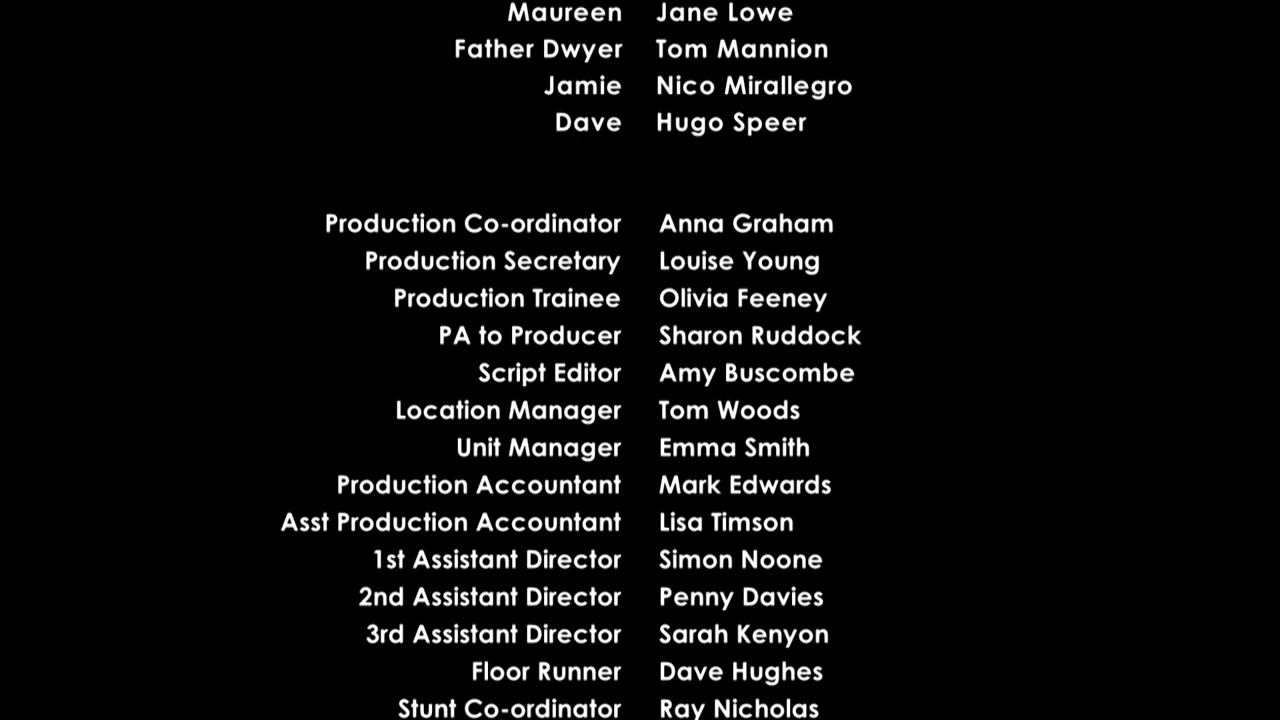 Maureen Jane Lowe
Father Dwyer Tom Mannion
Jamie Nico Mirallegro
Dave Hugo Speer
Production Co-ordinator Anna Graham
Production Secretary Louise Young
Production Trainee Olivia Feeney
PA to Producer Sharon Ruddock
Script Editor Amy Buscombe
Location Manager Tom Woods
Unit Manager Emma Smith
Production Accountant Mark Edwards
Asst Production Accountant Lisa Timson
1st Assistant Director Simon Noone
2nd Assistant Director Penny Davies
3rd Assistant Director Sarah Kenyon
Floor Runner Dave Hughes
Stunt Co-ordinator Ray Nicholas